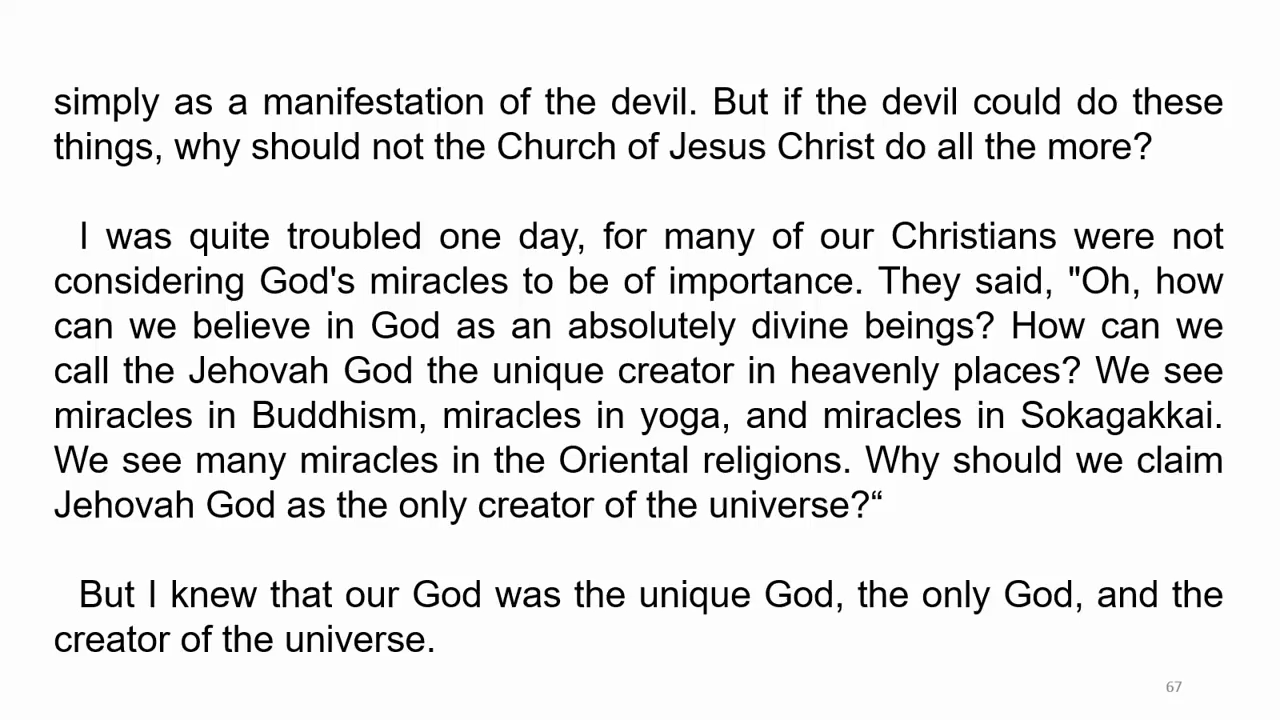 simply as a manifestation of the devil. But if the devil could do these
things, why should not the Church of Jesus Christ do all the more?
I was quite troubled one day, for many of our Christians were not
considering God's miracles to be of importance. They said, "Oh, how
can we believe in God as an absolutely divine beings? How can we
call the Jehovah God the unique creator in heavenly places? We see
miracles in Buddhism, miracles in yoga, and miracles in Sokagakkai.
We see many miracles in the Oriental religions. Why should we claim
Jehovah God as the only creator of the universe?“
But I knew that our God was the unique God, the only God, and the
creator of the universe.
67